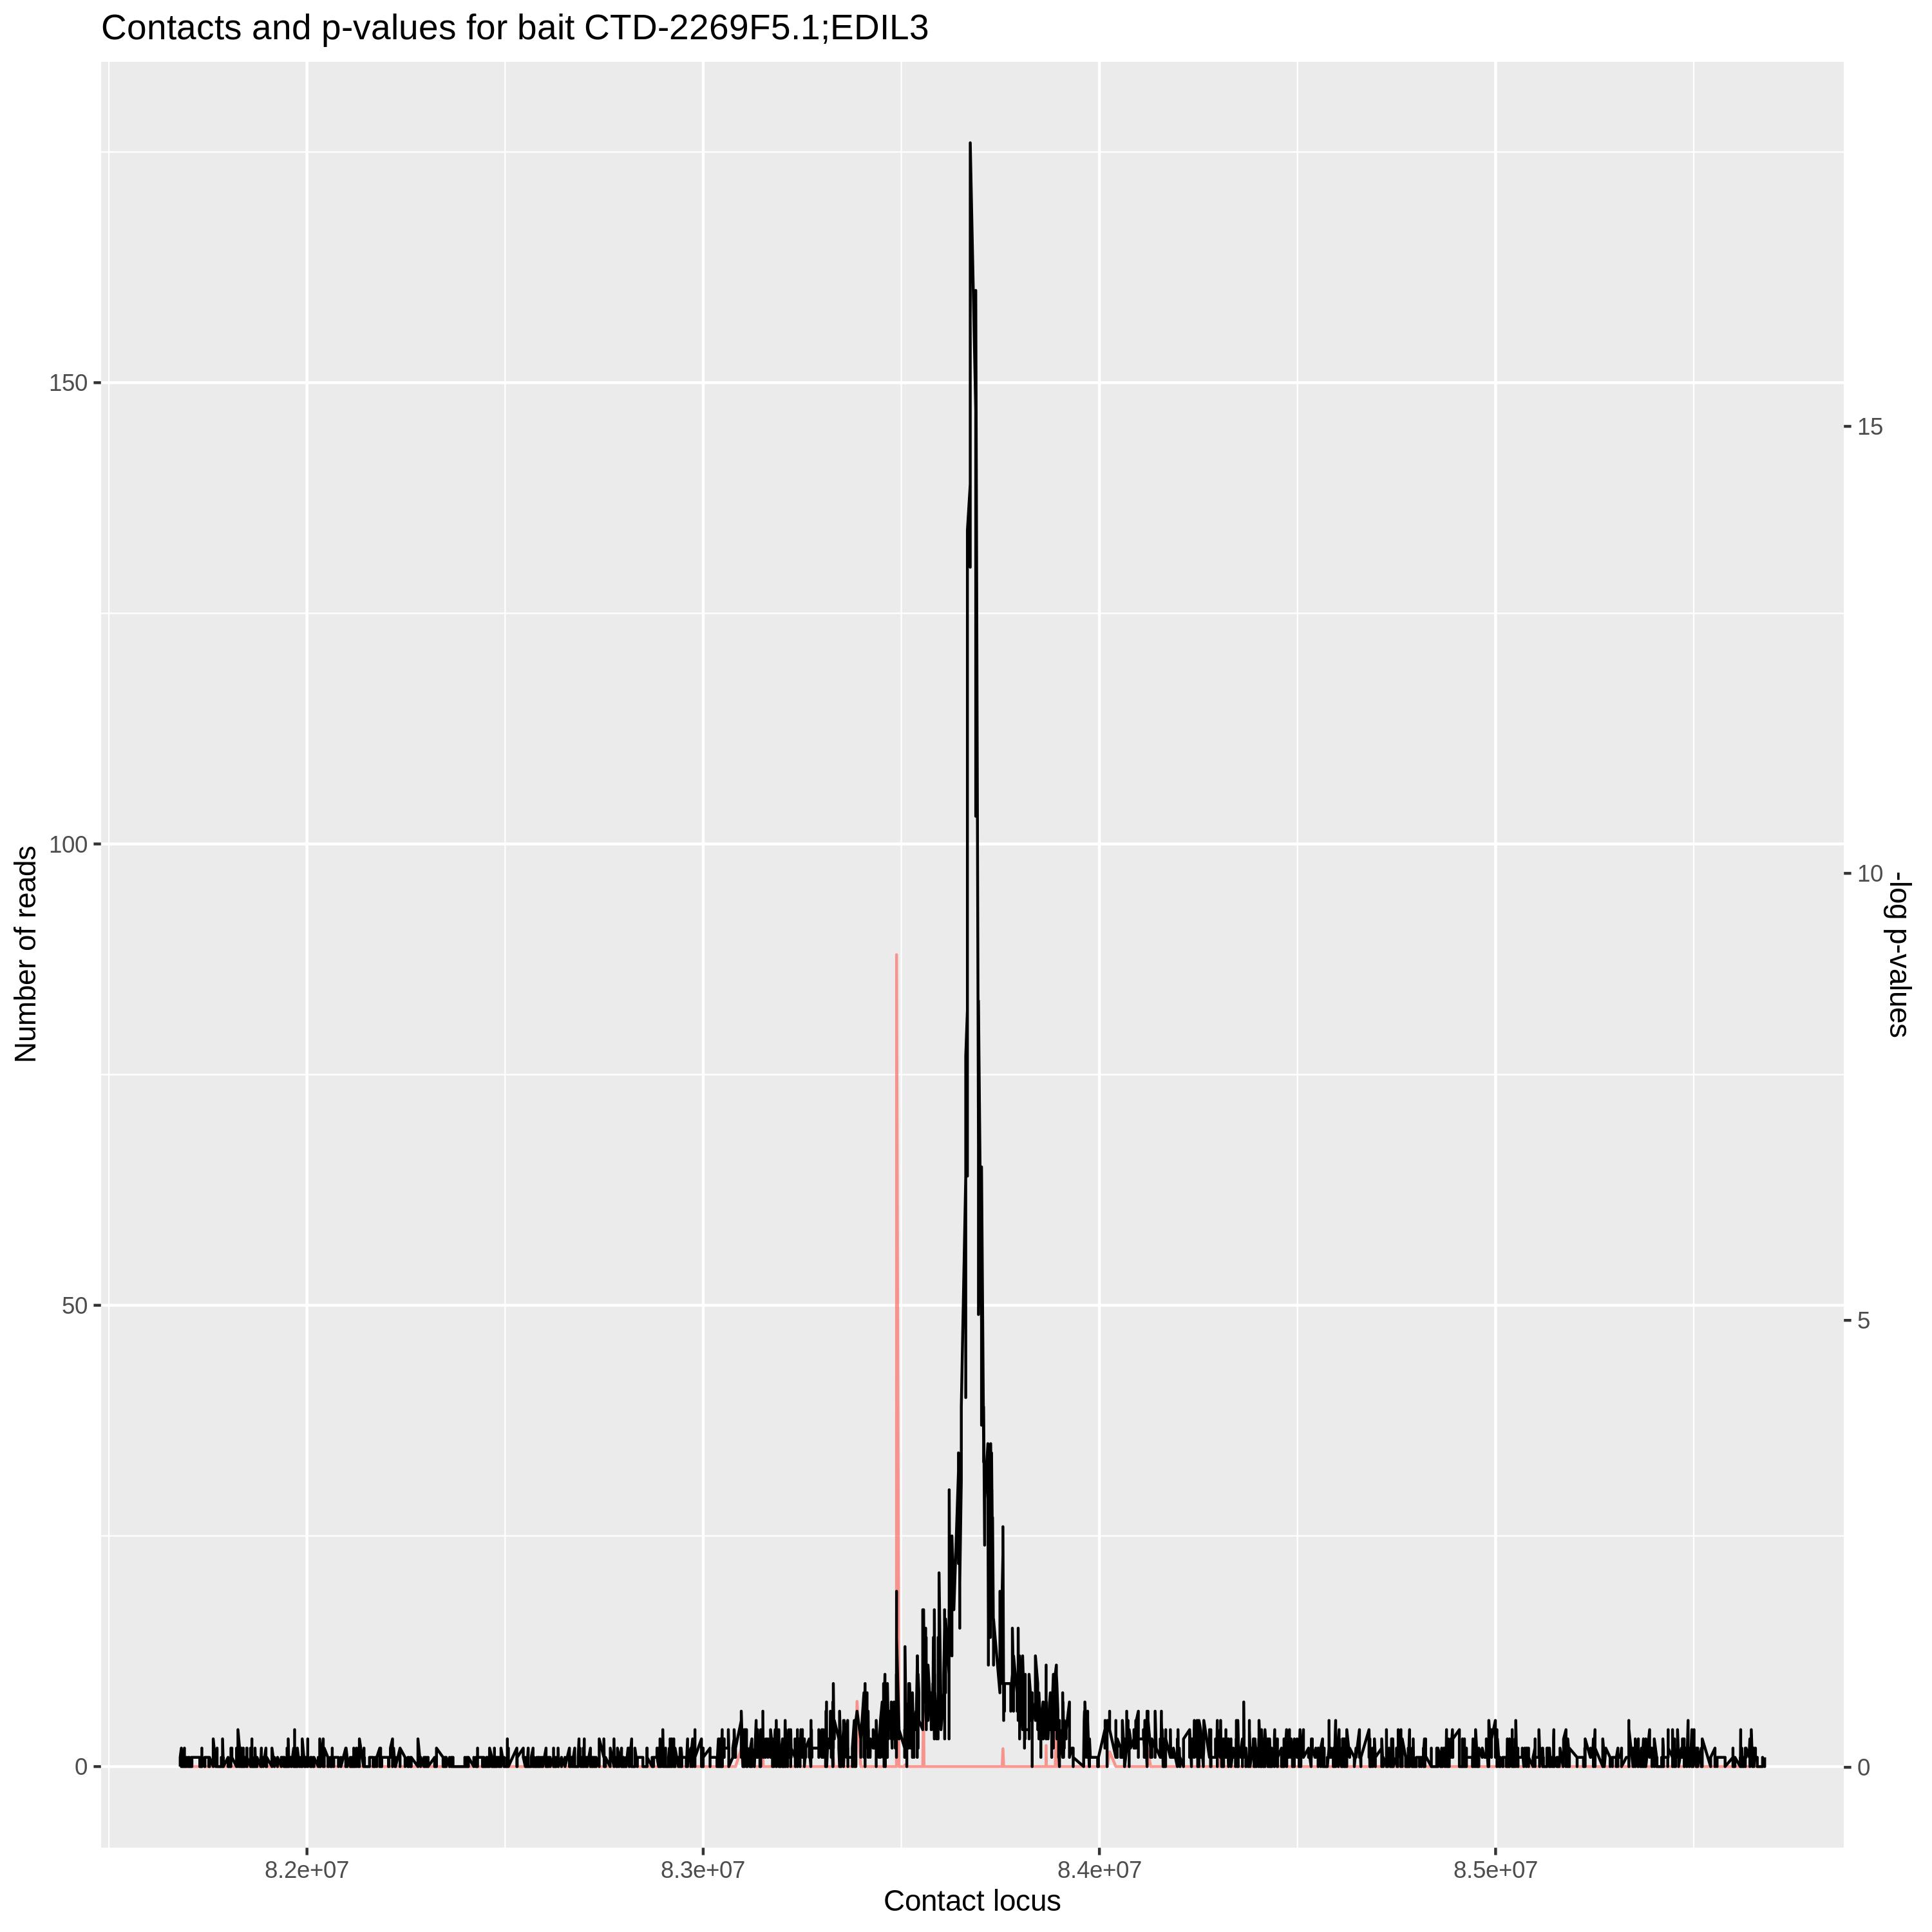 Contacts and p-values for bait CTD-2269F5.1;EDIL3
150
100
50
0
Number of reads
15
10
5
0
-log p-values
8.2e+07 8.3e+07 8.4e+07 8.5e+07
Contact locus